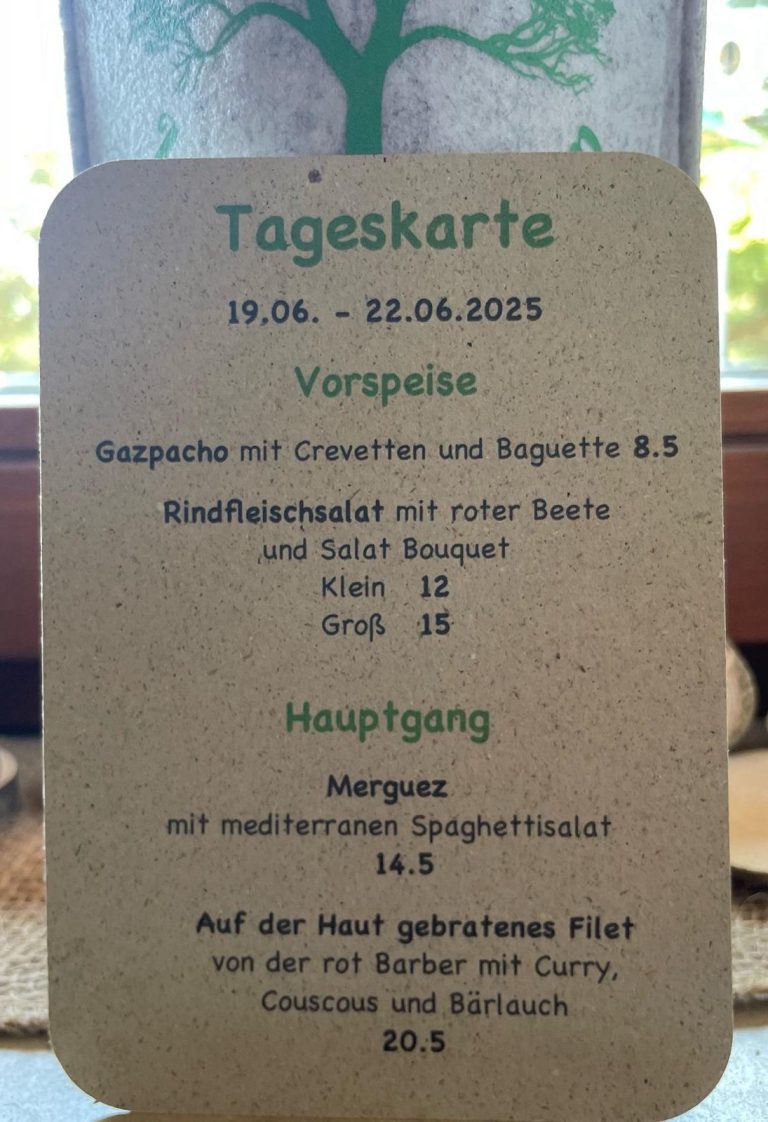 Tageskarte
19.06. - 22.06.2025
Vorspeise
Gazpacho mit Crevetten und Baguette 8.5
Rindfleischsalat mit roter Beete
und Salat Bouquet
Klein 12
Groß 15
Hauptgang
Merguez
mit mediterranen Spaghettisalat
14.5
Auf der Haut gebratenes Filet
von der rot Barber mit Curry,
Couscous und Bärlauch
20.5